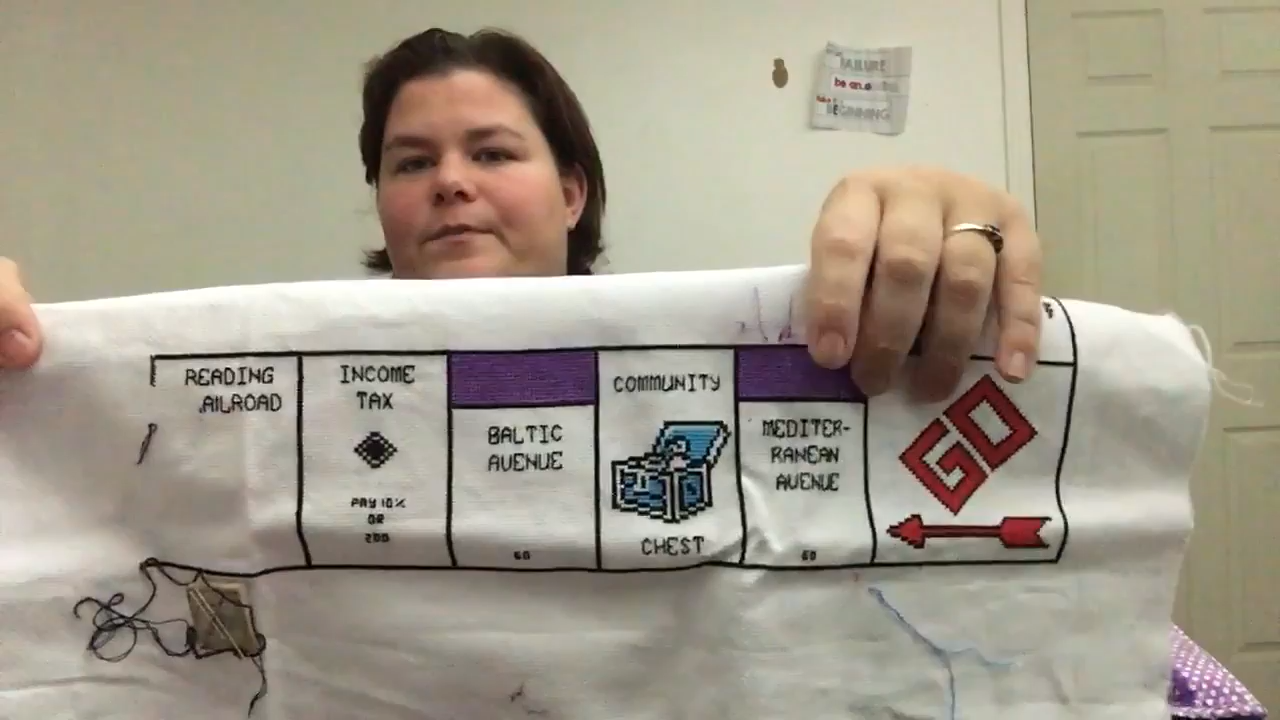 FAILURE
be an.o
BEGINNING
READING
.AILROAD
INCOME
TAX
PAY 10%
OR
200
BALTIC
AVENUE
60
COMMUNITY
CHEST
MEDITER-
RANEAN
AVENUE
60
GO